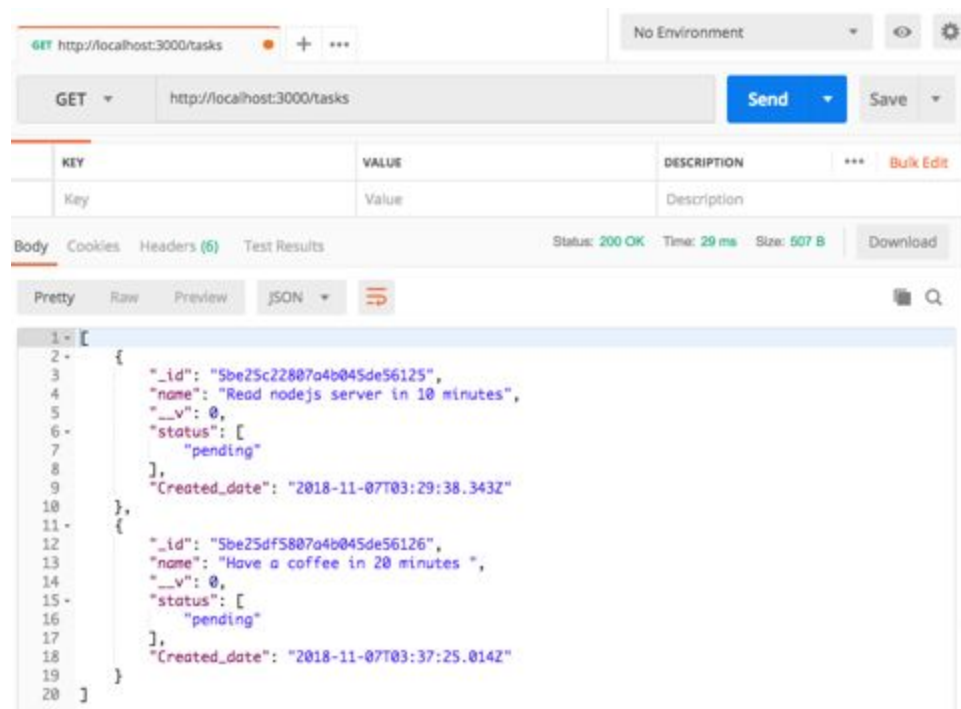 GET http://localhost:3000/tasks
No Environment
GET http://localhost:3000/tasks Send Save
KEY VALUE DESCRIPTION Bulk Edit
Key Value Description
Body Cookies Headers (6) Test Results Status: 200 OK Time: 29 ms Size: 507 B Download
Pretty Raw Preview JSON
1 [
2 {
3 "_id": "5be25c22807a4b045de56125",
4 "name": "Read nodejs server in 10 minutes",
5 "__v": 0,
6 "status": [
7 "pending"
8 ],
9 "Created_date": "2018-11-07T03:29:38.343Z"
10 },
11 {
12 "_id": "5be25df5807a4b045de56126",
13 "name": "Have a coffee in 20 minutes ",
14 "__v": 0,
15 "status": [
16 "pending"
17 ],
18 "Created_date": "2018-11-07T03:37:25.014Z"
19 }
20 ]